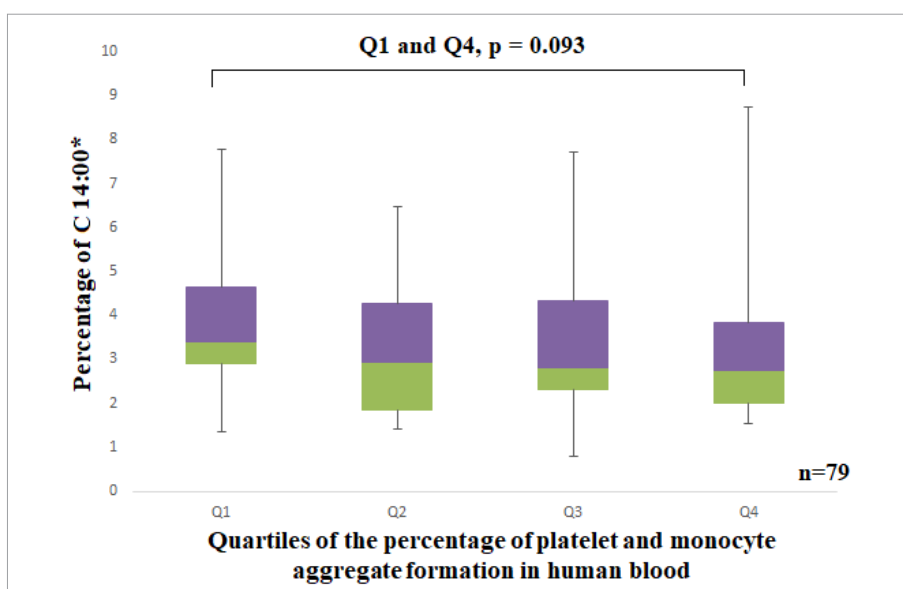 Q1 and Q4, p = 0.093
Percentage of C 14:00*
10
9
8
7
6
5
4
3
2
1
0
n=79
Q1
Q2
Q3
Q4
Quartiles of the percentage of platelet and monocyte
aggregate formation in human blood